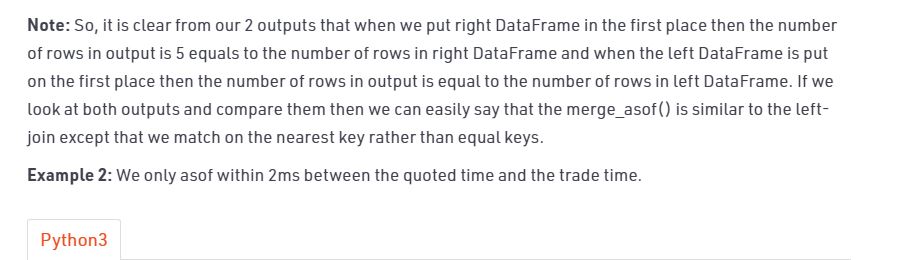 Note: So, it is clear from our 2 outputs that when we put right DataFrame in the first place then the number
of rows in output is 5 equals to the number of rows in right DataFrame and when the left DataFrame is put
on the first place then the number of rows in output is equal to the number of rows in left DataFrame. If we
look at both outputs and compare them then we can easily say that the merge_asof() is similar to the left-
join except that we match on the nearest key rather than equal keys.
Example 2: We only asof within 2ms between the quoted time and the trade time.
Python3